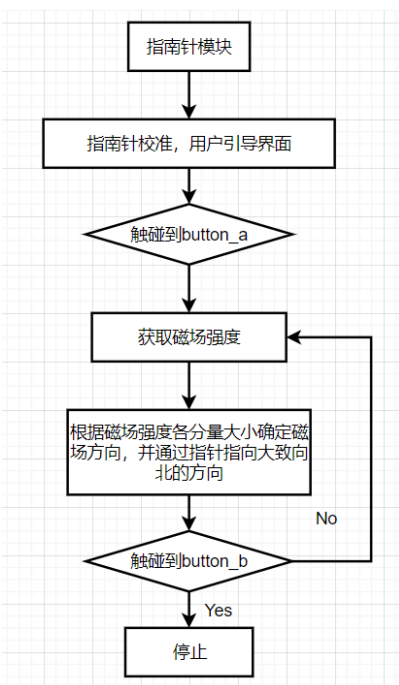 指南针模块
指南针校准，用户引导界面
触碰到button_a
获取磁场强度
根据磁场强度各分量大小确定磁
场方向，并通过指针指向大致向
北的方向
No
触碰到button_b
Yes
停止